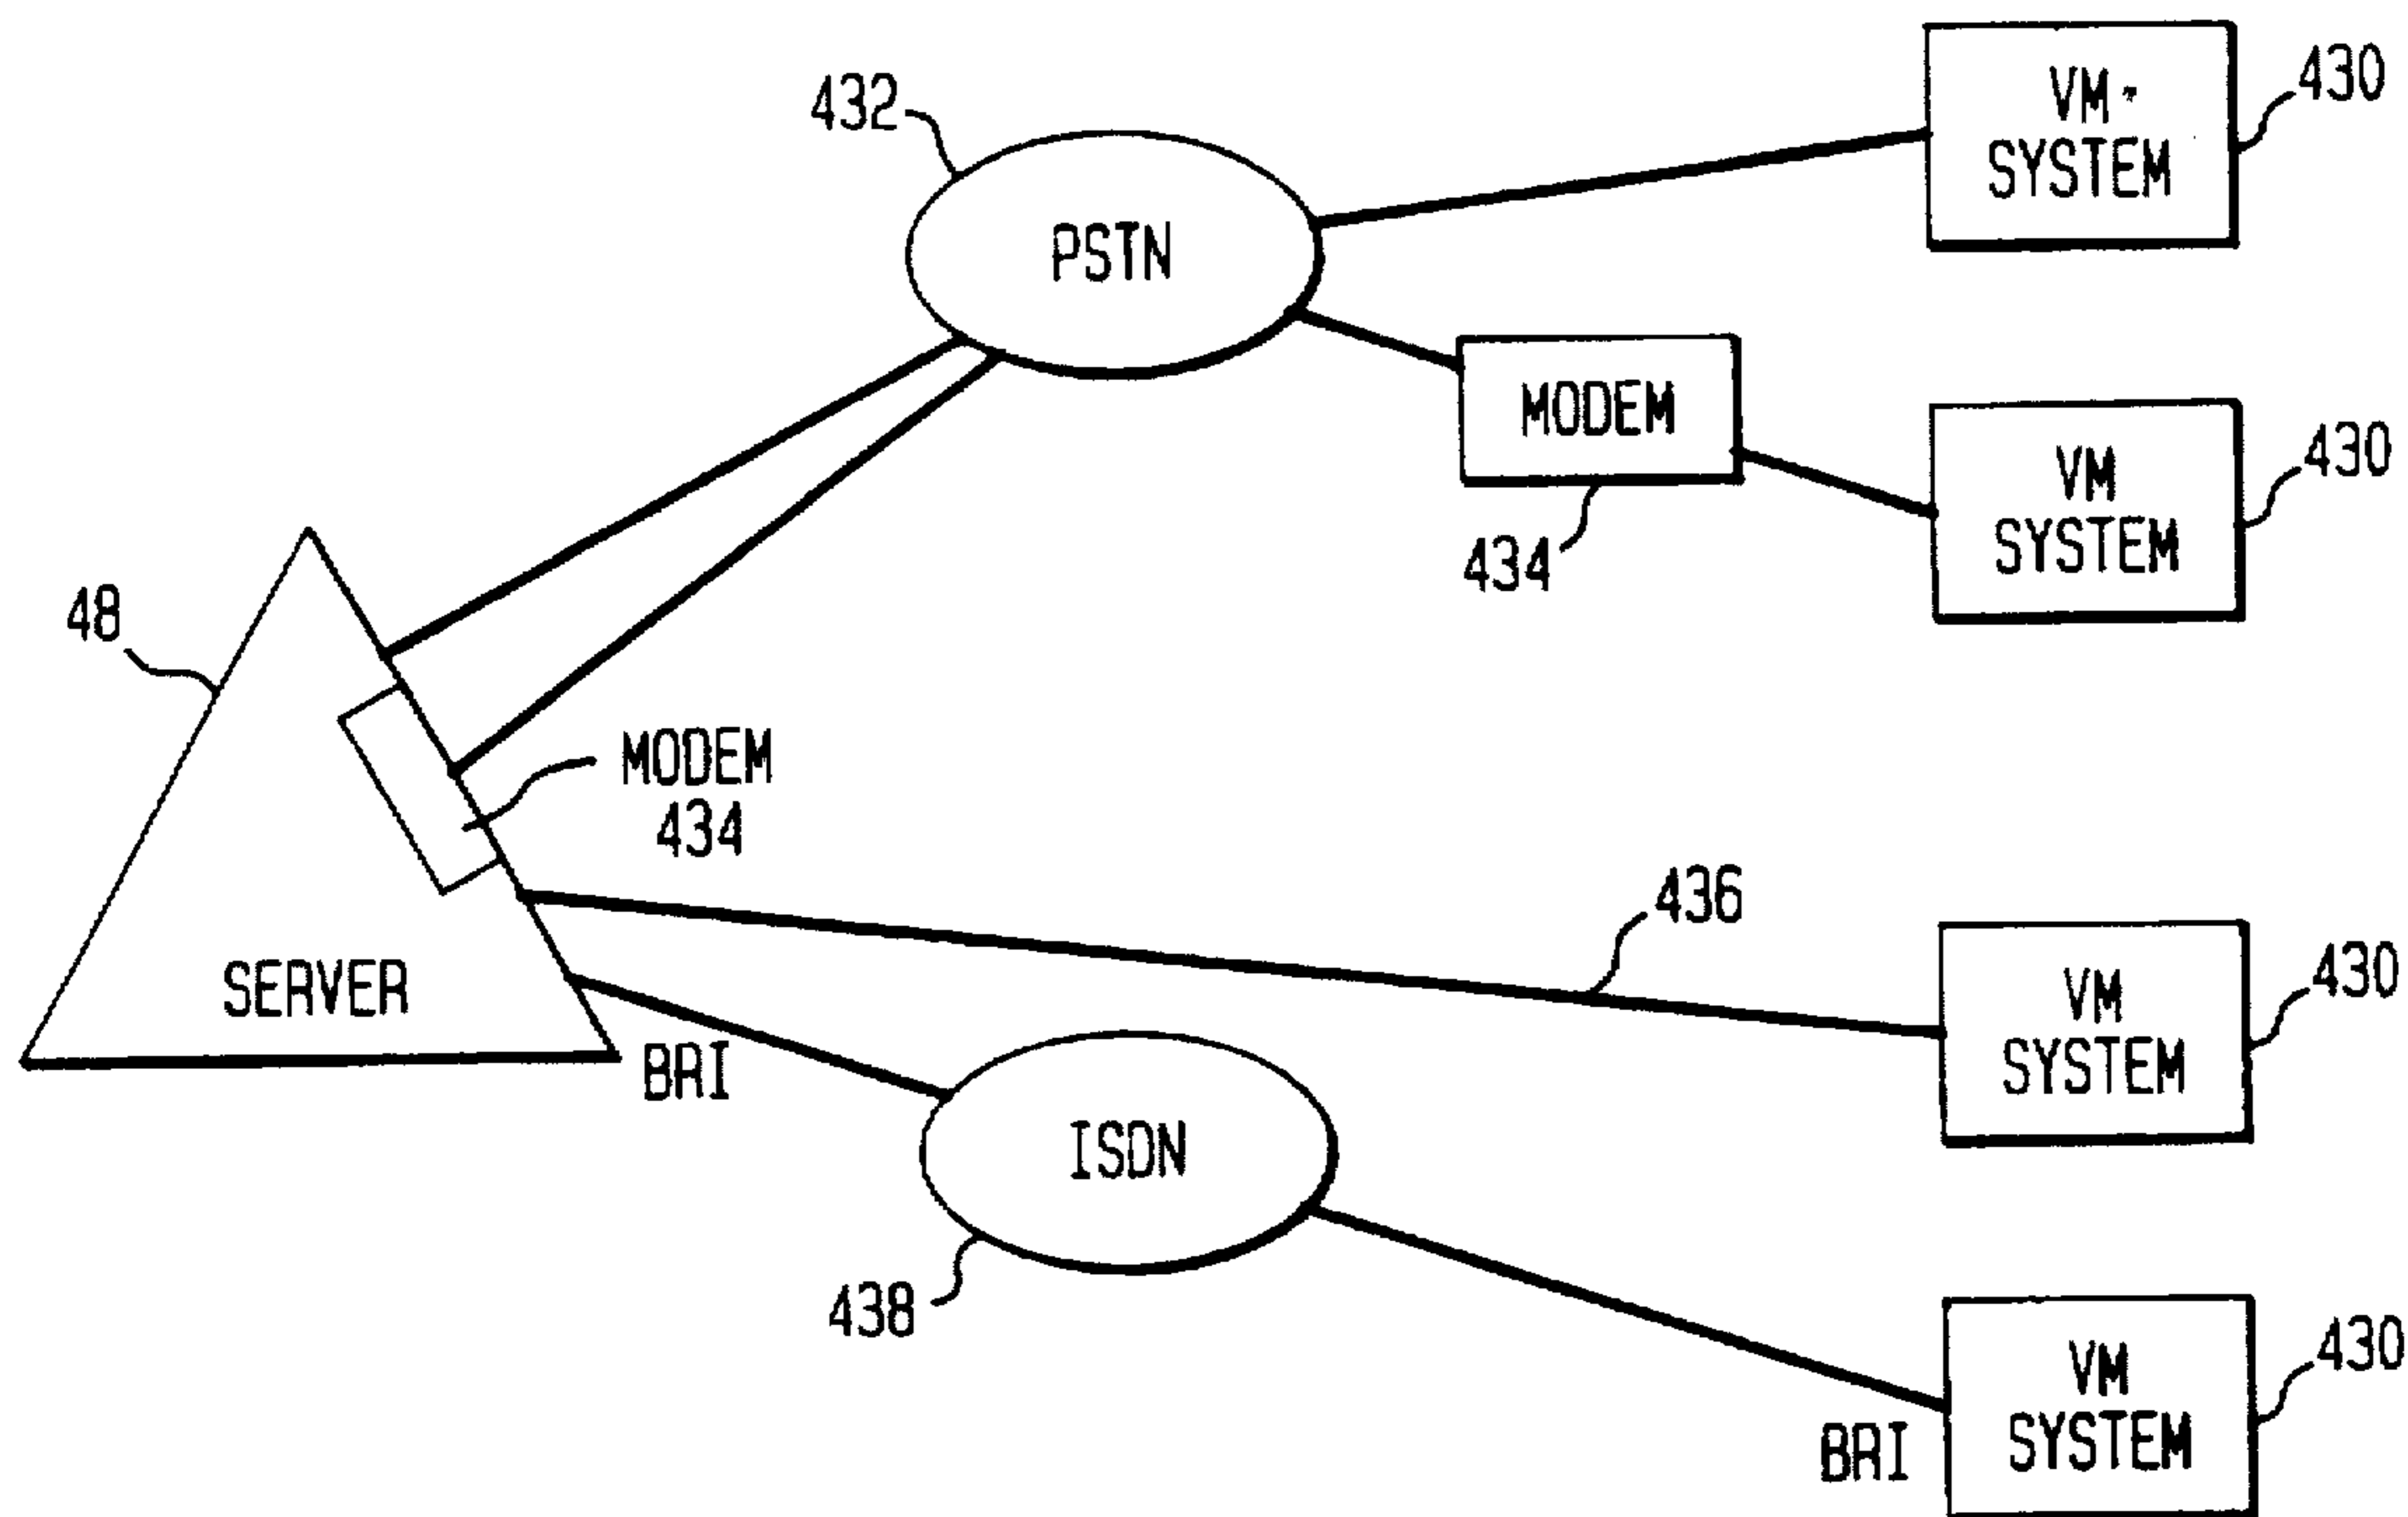 432
PSTN
VM
SYSTEM
430
MODEM
434
VM
SYSTEM
430
48
MODEM
434
SERVER
436
VM
SYSTEM
430
BRI
ISDN
438
BRI
VM
SYSTEM
430